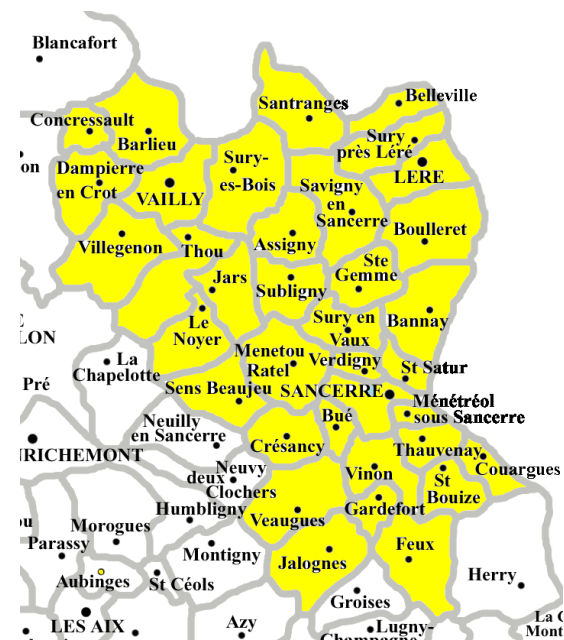 Blancafort
Santranges
Belleville
Concressault
Barlieu
Sury
près Léré
LERE
on
Dampierre
en Crot
VAILLY
Sury-
es-Bois
Savigny
en
Sancerre
Boulleret
Villegenon
Thou
Assigny
Ste
Gemme
Jars
Subligny
Le
Noyer
Sury en
Vaux
Bannay
LON
La
Chapelotte
Menetou
Ratel
Verdigny
St Satur
Pré
Sens Beaujeu
SANCERRE
Ménétréol
sous Sancerre
Neuilly
en Sancerre
Bué
Crésancy
Thauvenay
IRICHEMONT
Neuvy
deux
Clochers
Vinon
Couargues
St
Bouize
Humbligny
Veaugues
Gardefort
ou
Morogues
Parassy
Montigny
Jalognes
Feux
Aubinges
St Céols
Herry
Groises
LES AIX
Azy
Lugny-
Champagne
La C
Mont